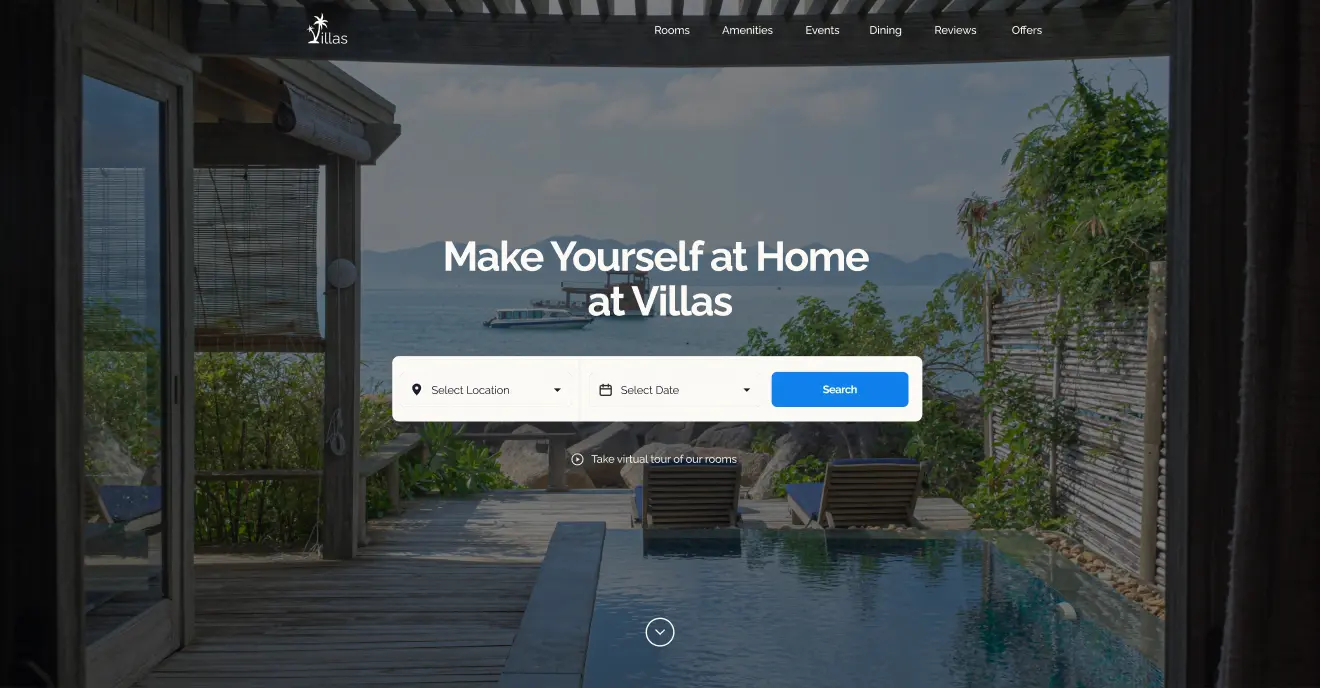 Villas
Rooms Amenities Events Dining Reviews Offers
Make Yourself at Home
at Villas
Select Location Select Date Search
Take virtual tour of our rooms